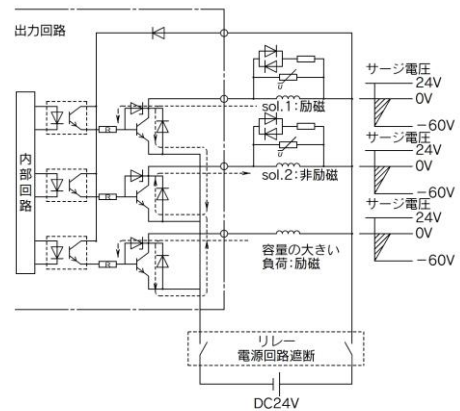 出力回路
内部回路
R
R
R
U
sol.1:励磁
U
sol.2:非励磁
容量の大きい
負荷:励磁
サージ電圧
24V
0V
−60V
サージ電圧
24V
0V
−60V
サージ電圧
24V
0V
−60V
リレー
電源回路遮断
DC24V